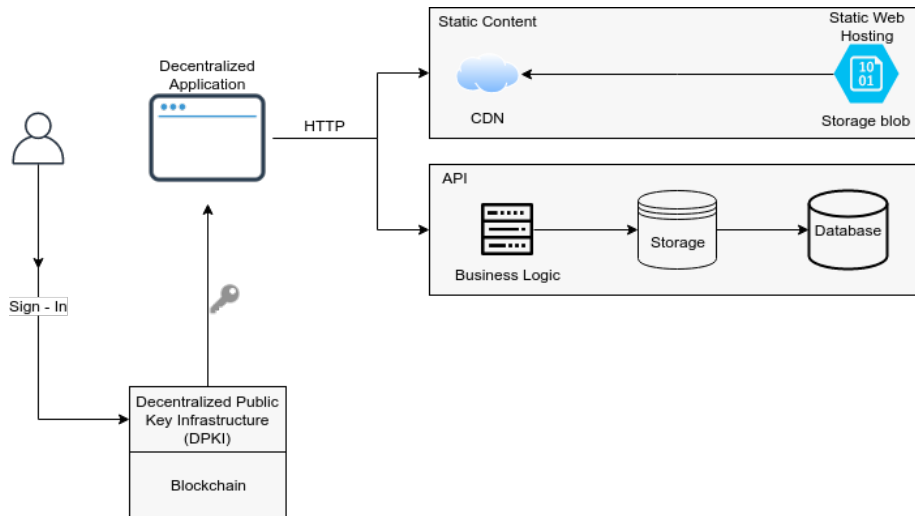 Static Content
Static Web
Hosting
10
01
CDN
Storage blob
Decentralized
Application
HTTP
API
Business Logic
Storage
Database
Sign - In
Decentralized Public
Key Infrastructure
(DPKI)
Blockchain